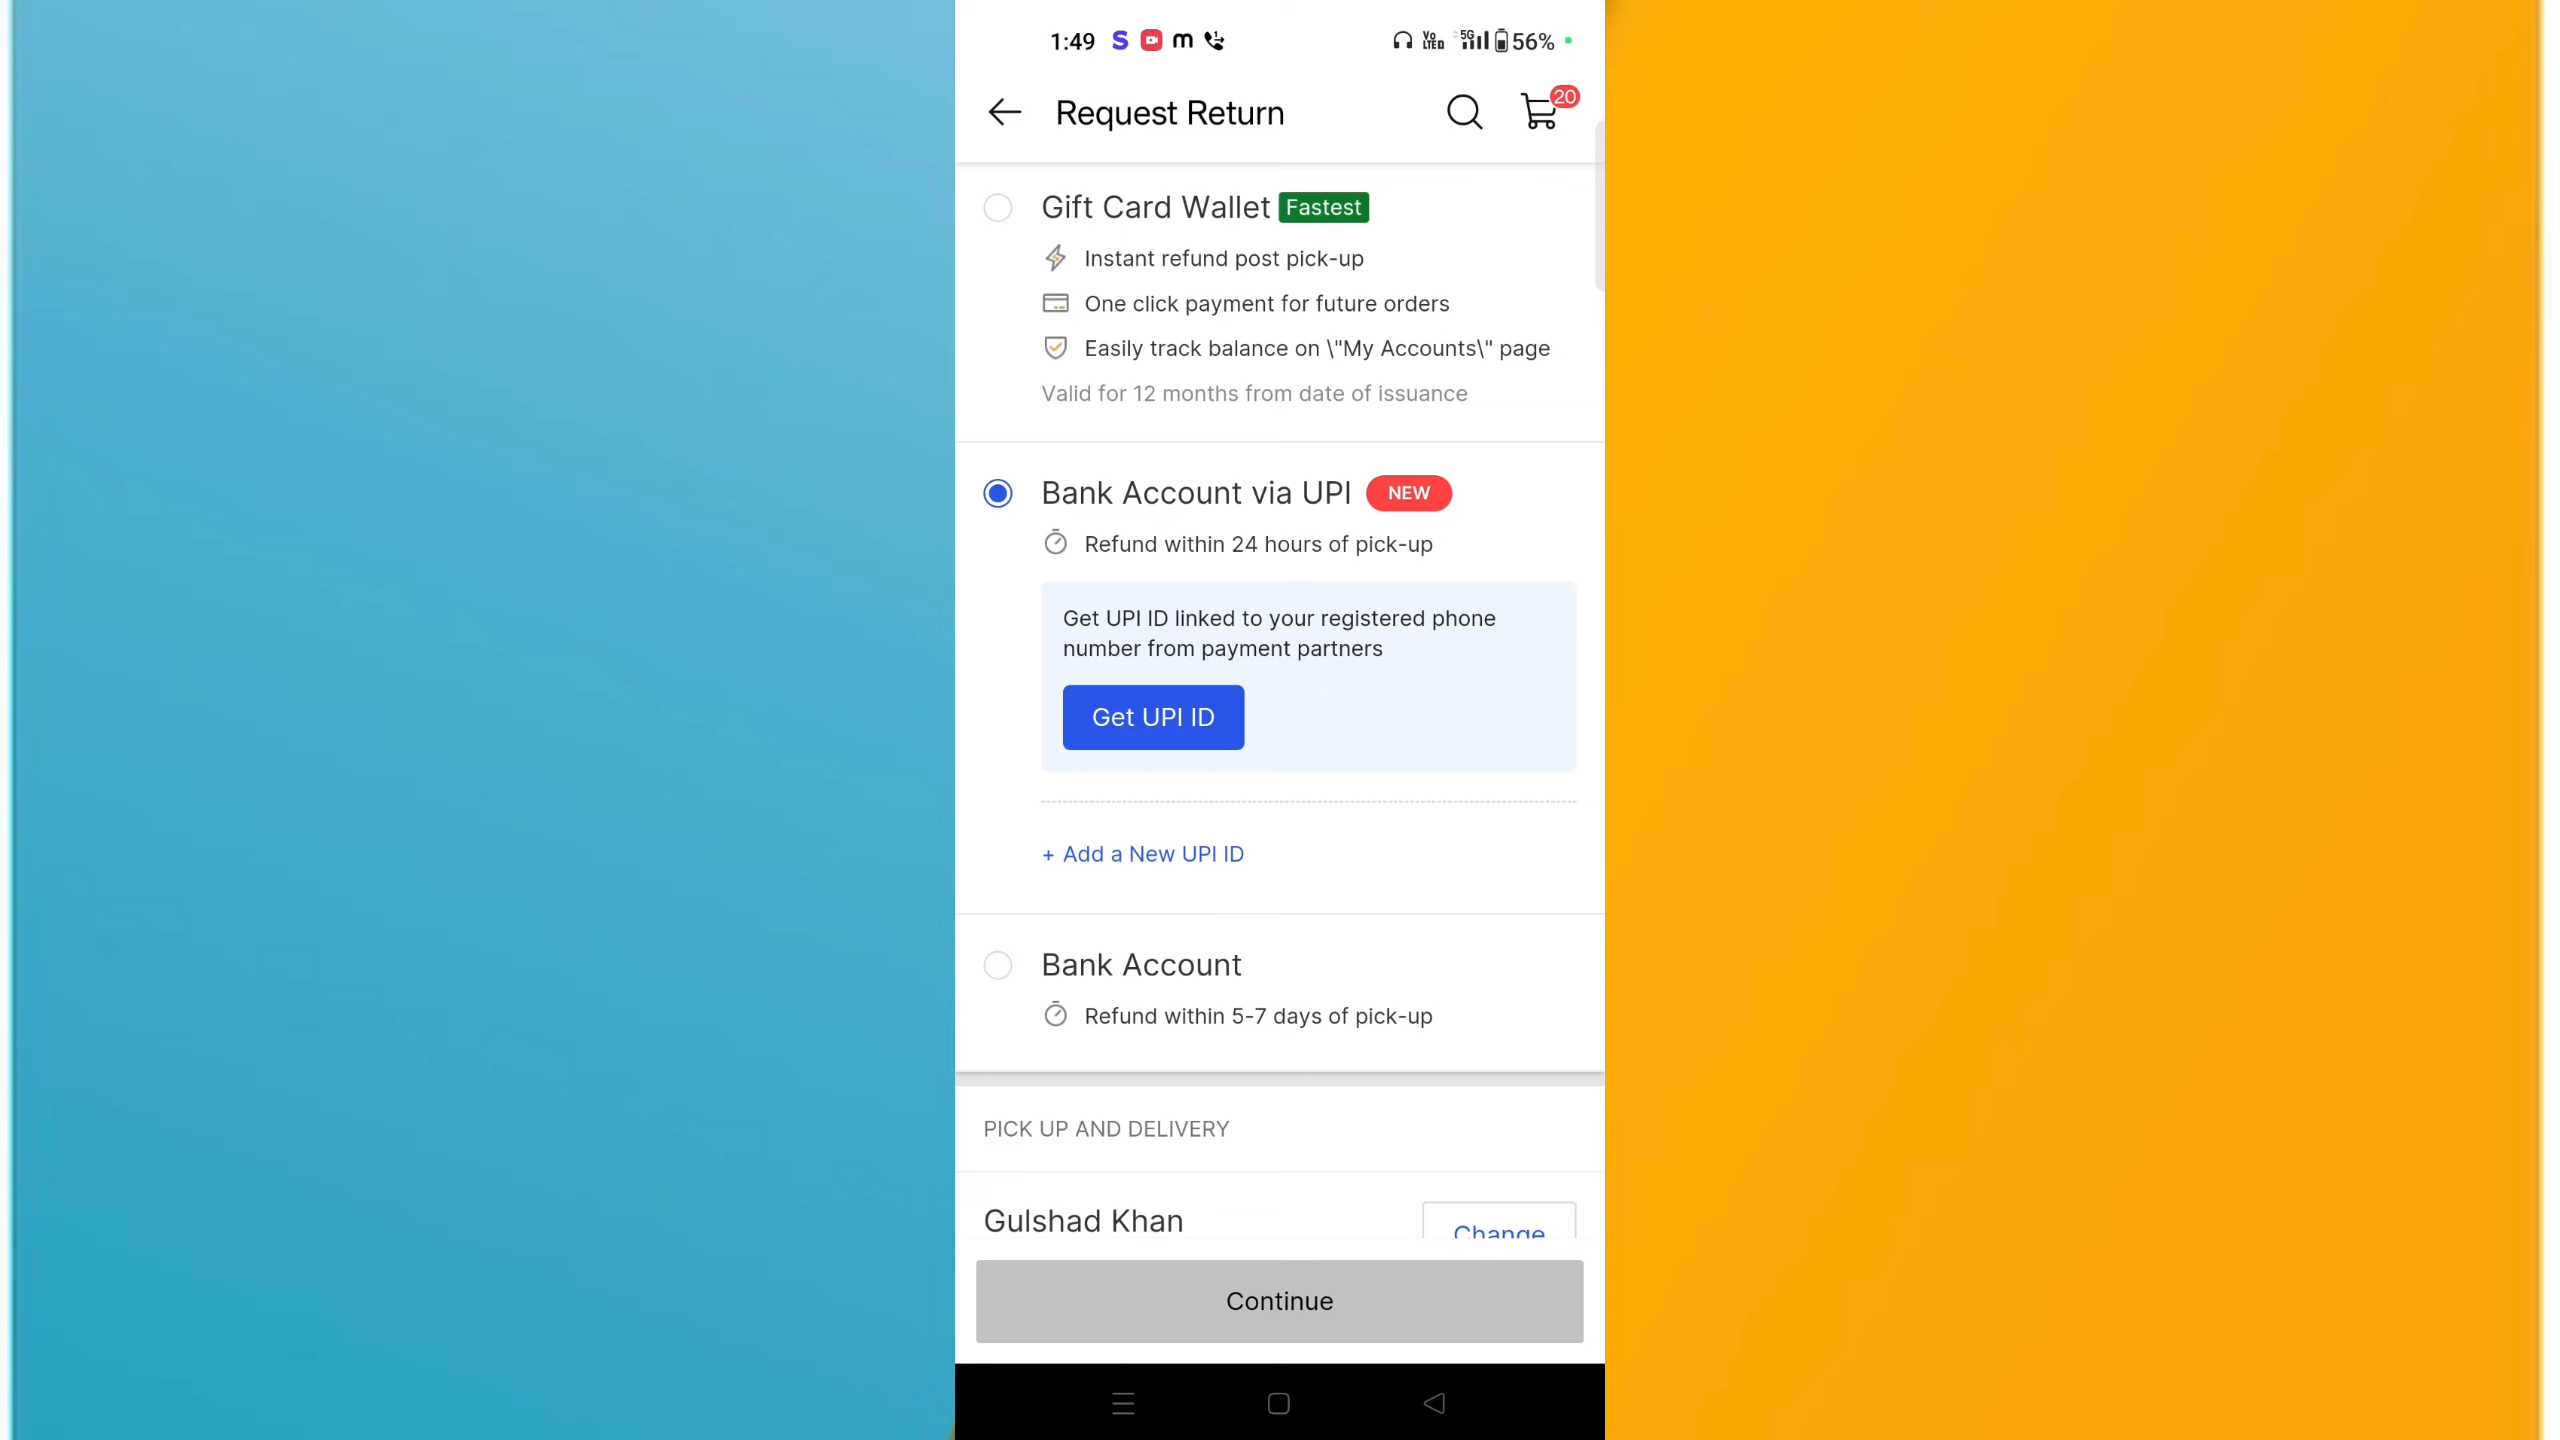 1:49 S m VoLTED 5G 56%
Request Return 20
Gift Card Wallet Fastest
Instant refund post pick-up
One click payment for future orders
Easily track balance on \"My Accounts\" page
Valid for 12 months from date of issuance
Bank Account via UPI NEW
Refund within 24 hours of pick-up
Get UPI ID linked to your registered phone
number from payment partners
Get UPI ID
+ Add a New UPI ID
Bank Account
Refund within 5-7 days of pick-up
PICK UP AND DELIVERY
Gulshad Khan Change
Continue